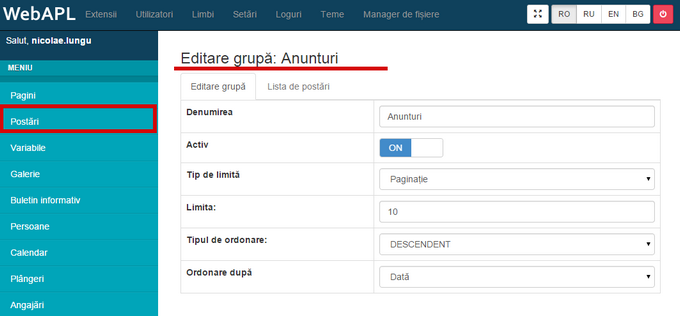 WebAPL Extensii Utilizatori Limbi Setări Loguri Teme Manager de fișiere RO RU EN BG
Salut, nicolae.lungu
MENIU
Pagini
Postări
Variabile
Galerie
Buletin informativ
Persoane
Calendar
Plângeri
Angajări
Editare grupă: Anunturi
Editare grupă Lista de postări
Denumirea Anunturi
Activ ON
Tip de limită Paginație
Limita: 10
Tipul de ordonare: DESCENDENT
Ordonare după Dată